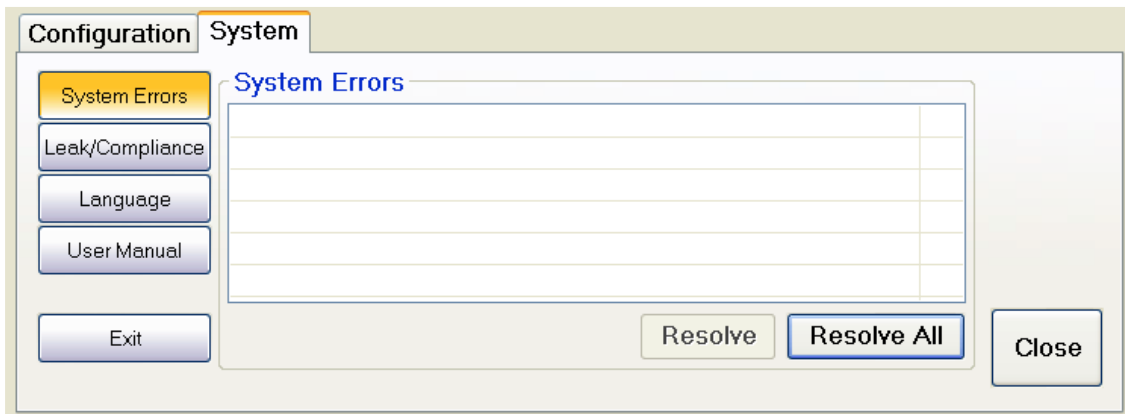 Configuration
System
System Errors
Leak/Compliance
Language
User Manual
Exit
System Errors
Resolve
Resolve All
Close